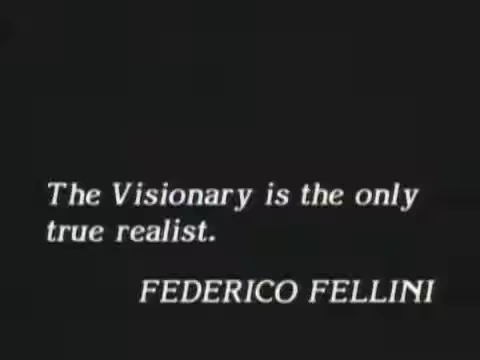 The Visionary is the only
true realist.
FEDERICO FELLINI